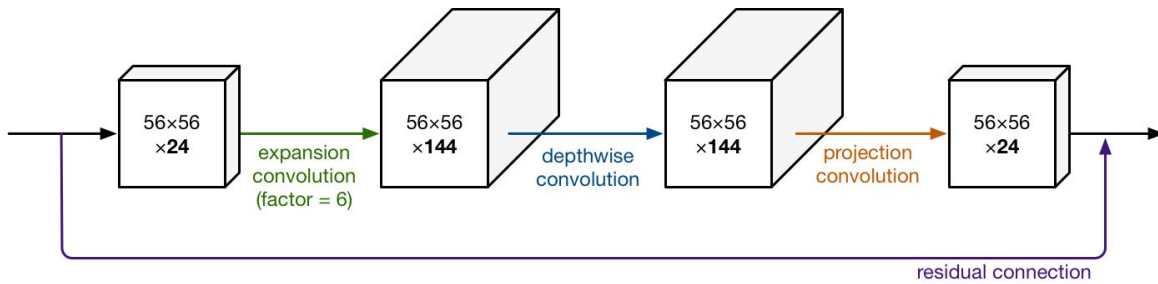 56×56
×24
expansion
convolution
(factor = 6)
56×56
×144
depthwise
convolution
56×56
×144
projection
convolution
56×56
×24
residual connection